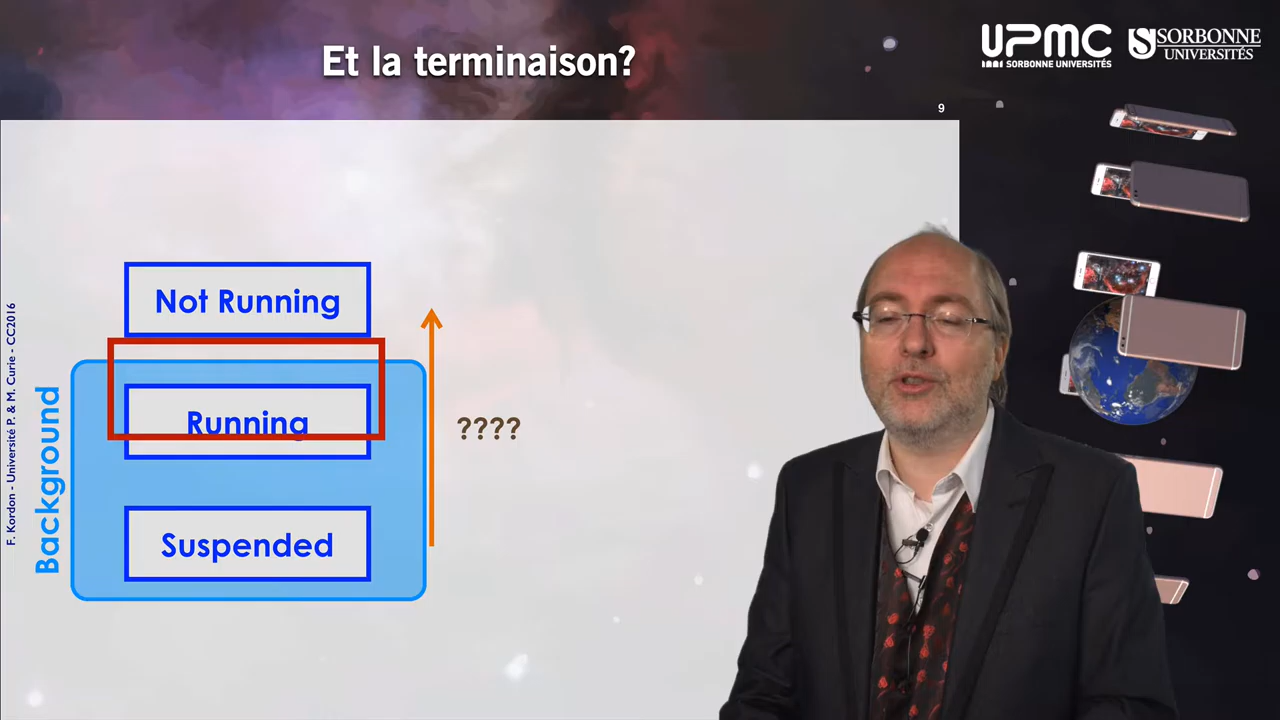 Et la terminaison?
UPMC
SORBONNE UNIVERSITÉS
SORBONNE
UNIVERSITÉS
9
Not Running
Running
Suspended
Background
????
F. Kordon - Université P. & M. Curie - CC2016